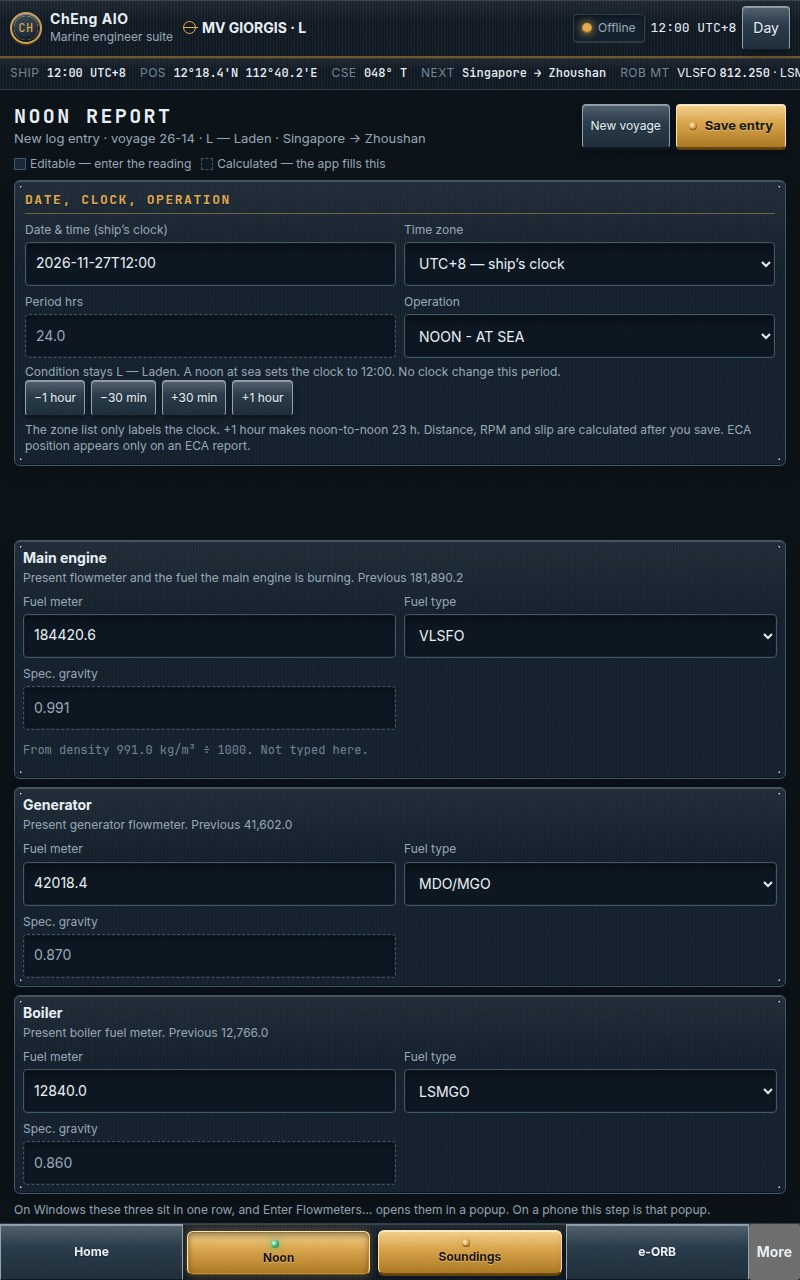 CH
ChEng AIO
Marine engineer suite
MV GIORGIS · L
Offline
12:00 UTC+8
Day
SHIP 12:00 UTC+8 POS 12°18.4'N 112°40.2'E CSE 048° T NEXT Singapore → Zhoushan ROB MT VLSFO 812.250 · LSM
NOON REPORT
New log entry · voyage 26-14 · L — Laden · Singapore → Zhoushan
New voyage
Save entry
Editable — enter the reading
Calculated — the app fills this
DATE, CLOCK, OPERATION
Date & time (ship's clock)
Time zone
2026-11-27T12:00
UTC+8 — ship's clock
Period hrs
Operation
24.0
NOON - AT SEA
Condition stays L — Laden. A noon at sea sets the clock to 12:00. No clock change this period.
−1 hour
−30 min
+30 min
+1 hour
The zone list only labels the clock. +1 hour makes noon-to-noon 23 h. Distance, RPM and slip are calculated after you save. ECA
position appears only on an ECA report.
Main engine
Present flowmeter and the fuel the main engine is burning. Previous 181,890.2
Fuel meter
Fuel type
184420.6
VLSFO
Spec. gravity
0.991
From density 991.0 kg/m³ ÷ 1000. Not typed here.
Generator
Present generator flowmeter. Previous 41,602.0
Fuel meter
Fuel type
42018.4
MDO/MGO
Spec. gravity
0.870
Boiler
Present boiler fuel meter. Previous 12,766.0
Fuel meter
Fuel type
12840.0
LSMGO
Spec. gravity
0.860
On Windows these three sit in one row, and Enter Flowmeters... opens them in a popup. On a phone this step is that popup.
Home
Noon
Soundings
e-ORB
More